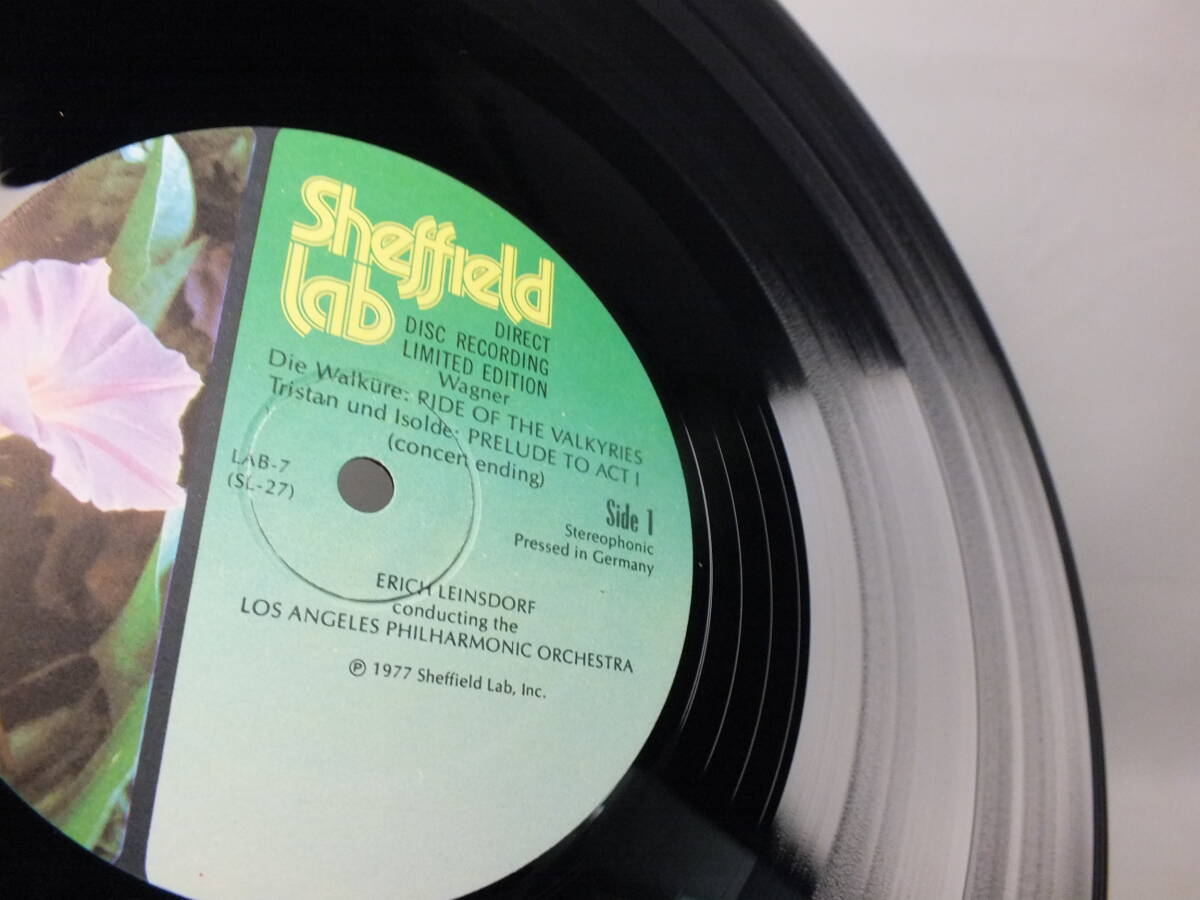 Sheffield
lab
DIRECT
DISC RECORDING
LIMITED EDITION
Wagner
Die Walküre: RIDE OF THE VALKYRIES
Tristan und Isolde: PRELUDE TO ACT I
(concert ending)
LAB-7
(SL-27)
Side 1
Stereophonic
Pressed in Germany
ERICH LEINSDORF
conducting the
LOS ANGELES PHILHARMONIC ORCHESTRA
℗ 1977 Sheffield Lab, Inc.